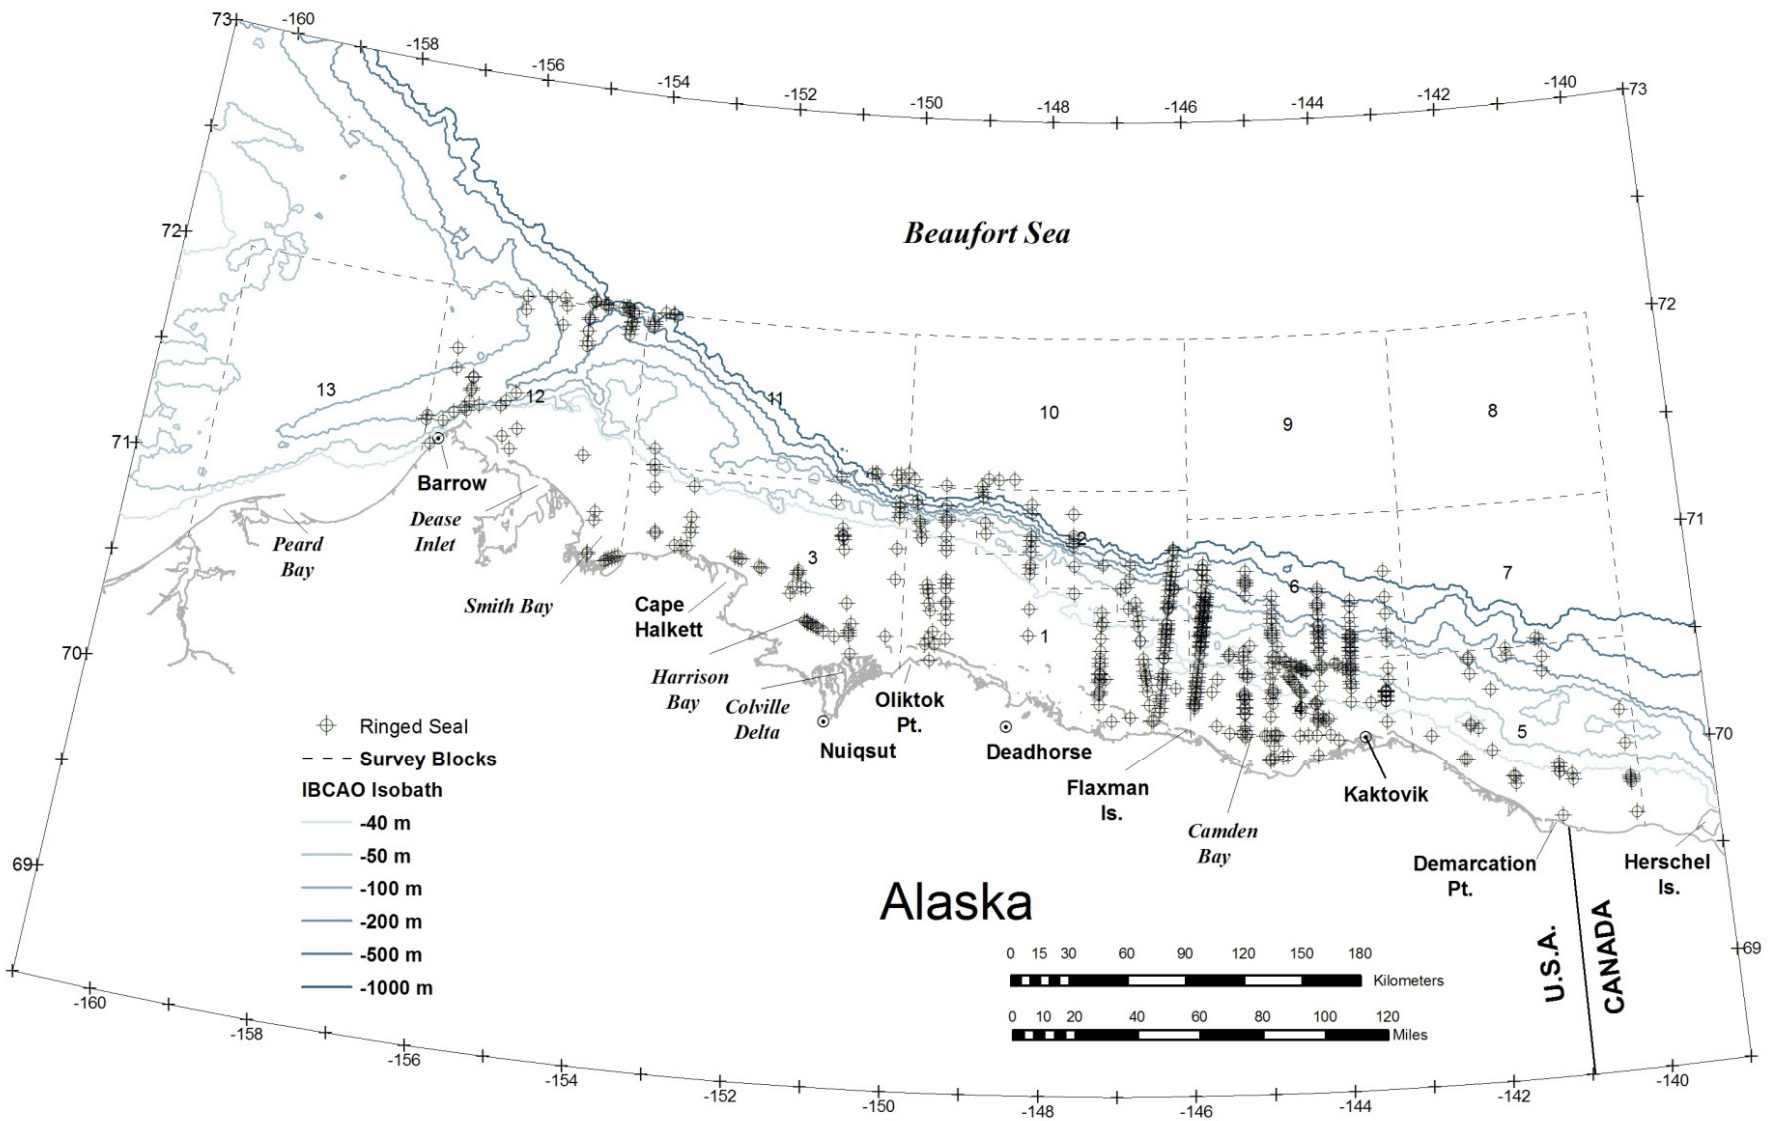 73
-160
-158
-156
-154
-152
-150
-148
-146
-144
-142
-140
73
72
Beaufort Sea
72
13
12
11
10
9
8
71
71
Barrow
Dease
Inlet
Peard
Bay
Smith Bay
Cape
Halkett
Harrison
Bay
Colville
Delta
3
2
1
6
7
4
5
70
70
Oliktok
Pt.
Nuiqsut
Deadhorse
Flaxman
Is.
Camden
Bay
Kaktovik
Demarcation
Pt.
Herschel
Is.
Ringed Seal
Survey Blocks
IBCAO Isobath
-40 m
-50 m
-100 m
-200 m
-500 m
-1000 m
69
Alaska
U.S.A.
CANADA
69
0 15 30 60 90 120 150 180
Kilometers
0 10 20 40 60 80 100 120
Miles
-160
-158
-156
-154
-152
-150
-148
-146
-144
-142
-140